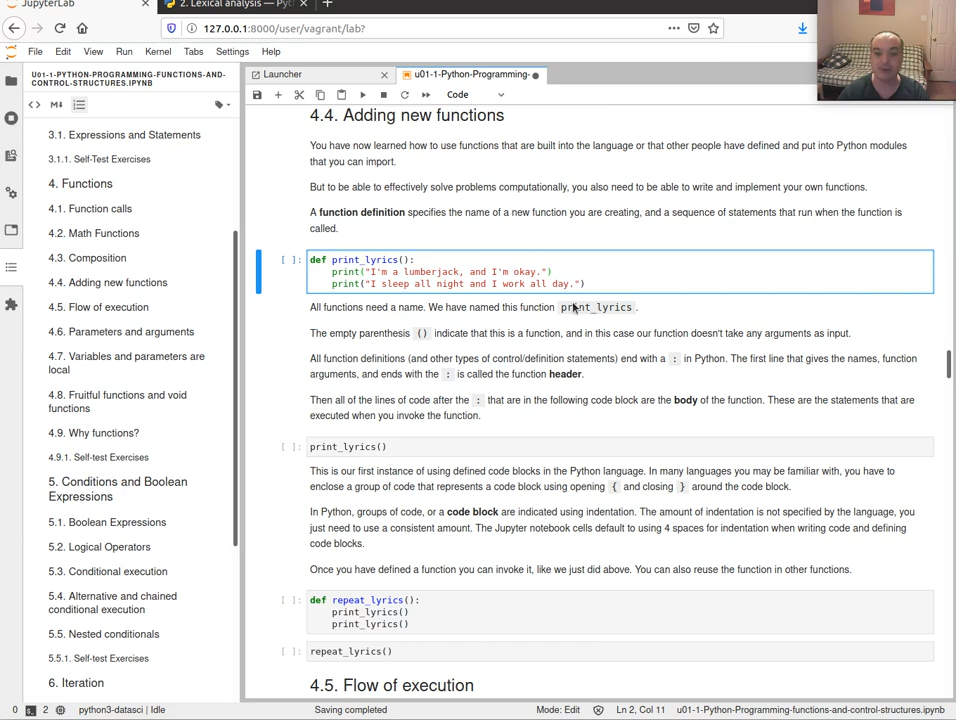 JupyterLab
2. Lexical analysis — Pyt
127.0.0.1:8000/user/vagrant/lab?
File Edit View Run Kernel Tabs Settings Help
U01-1-PYTHON-PROGRAMMING-FUNCTIONS-AND-
CONTROL-STRUCTURES.IPYNB
3.1. Expressions and Statements
3.1.1. Self-Test Exercises
4. Functions
4.1. Function calls
4.2. Math Functions
4.3. Composition
4.4. Adding new functions
4.5. Flow of execution
4.6. Parameters and arguments
4.7. Variables and parameters are
local
4.8. Fruitful functions and void
functions
4.9. Why functions?
4.9.1. Self-test Exercises
5. Conditions and Boolean
Expressions
5.1. Boolean Expressions
5.2. Logical Operators
5.3. Conditional execution
5.4. Alternative and chained
conditional execution
5.5. Nested conditionals
5.5.1. Self-test Exercises
6. Iteration
Launcher
u01-1-Python-Programming-
Code
4.4. Adding new functions
You have now learned how to use functions that are built into the language or that other people have defined and put into Python modules
that you can import.
But to be able to effectively solve problems computationally, you also need to be able to write and implement your own functions.
A function definition specifies the name of a new function you are creating, and a sequence of statements that run when the function is
called.
[ ]: def print_lyrics():
print("I'm a lumberjack, and I'm okay.")
print("I sleep all night and I work all day.")
All functions need a name. We have named this function print_lyrics .
The empty parenthesis () indicate that this is a function, and in this case our function doesn't take any arguments as input.
All function definitions (and other types of control/definition statements) end with a : in Python. The first line that gives the names, function
arguments, and ends with the : is called the function header.
Then all of the lines of code after the : that are in the following code block are the body of the function. These are the statements that are
executed when you invoke the function.
[ ]: print_lyrics()
This is our first instance of using defined code blocks in the Python language. In many languages you may be familiar with, you have to
enclose a group of code that represents a code block using opening { and closing } around the code block.
In Python, groups of code, or a code block are indicated using indentation. The amount of indentation is not specified by the language, you
just need to use a consistent amount. The Jupyter notebook cells default to using 4 spaces for indentation when writing code and defining
code blocks.
Once you have defined a function you can invoke it, like we just did above. You can also reuse the function in other functions.
[ ]: def repeat_lyrics():
print_lyrics()
print_lyrics()
[ ]: repeat_lyrics()
4.5. Flow of execution
0 2 python3-datasci | Idle Saving completed Mode: Edit Ln 2, Col 11 u01-1-Python-Programming-functions-and-control-structures.ipynb